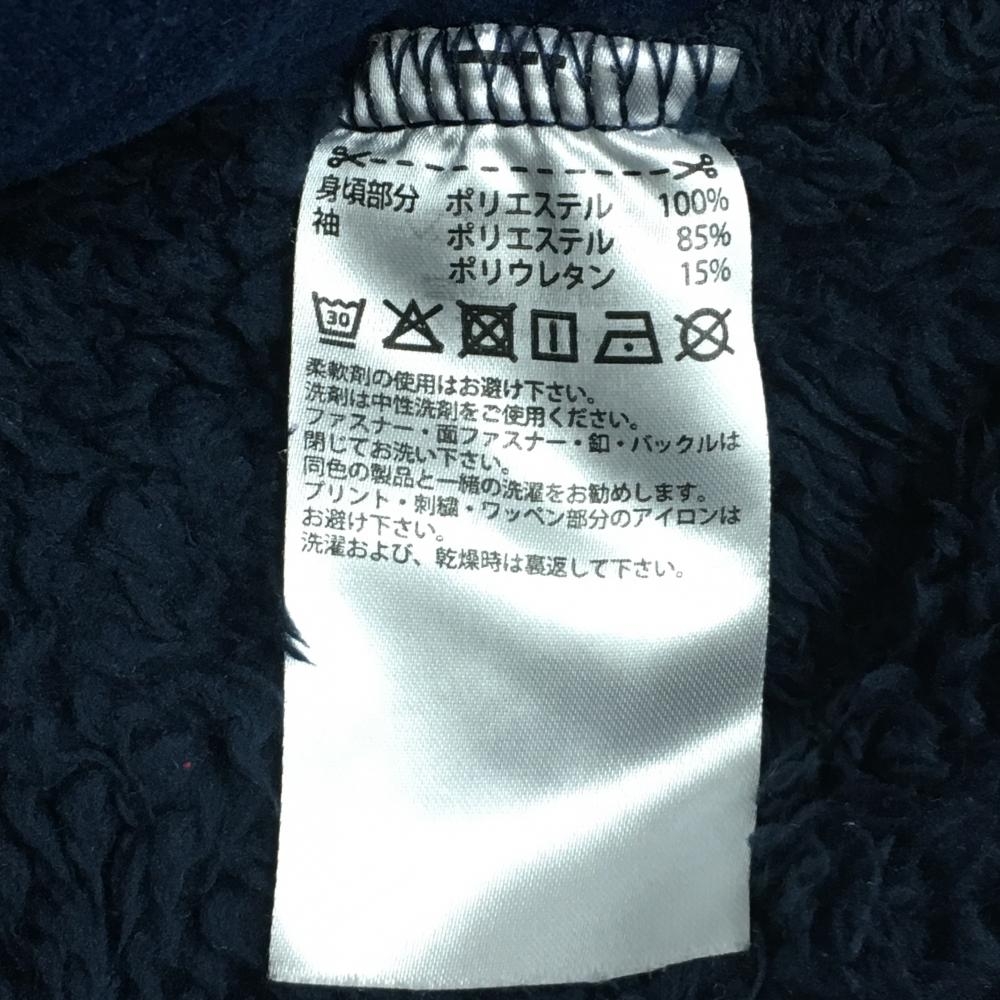 身頃部分 ポリエステル 100%
袖 ポリエステル 85%
ポリウレタン 15%
30
柔軟剤の使用はお避け下さい。
洗剤は中性洗剤をご使用ください。
ファスナー・面ファスナー・釦・バックルは
閉じてお洗い下さい。
同色の製品と一緒の洗濯をお勧めします。
プリント・刺繍・ワッペン部分のアイロンは
お避け下さい。
洗濯および、乾燥時は裏返して下さい。